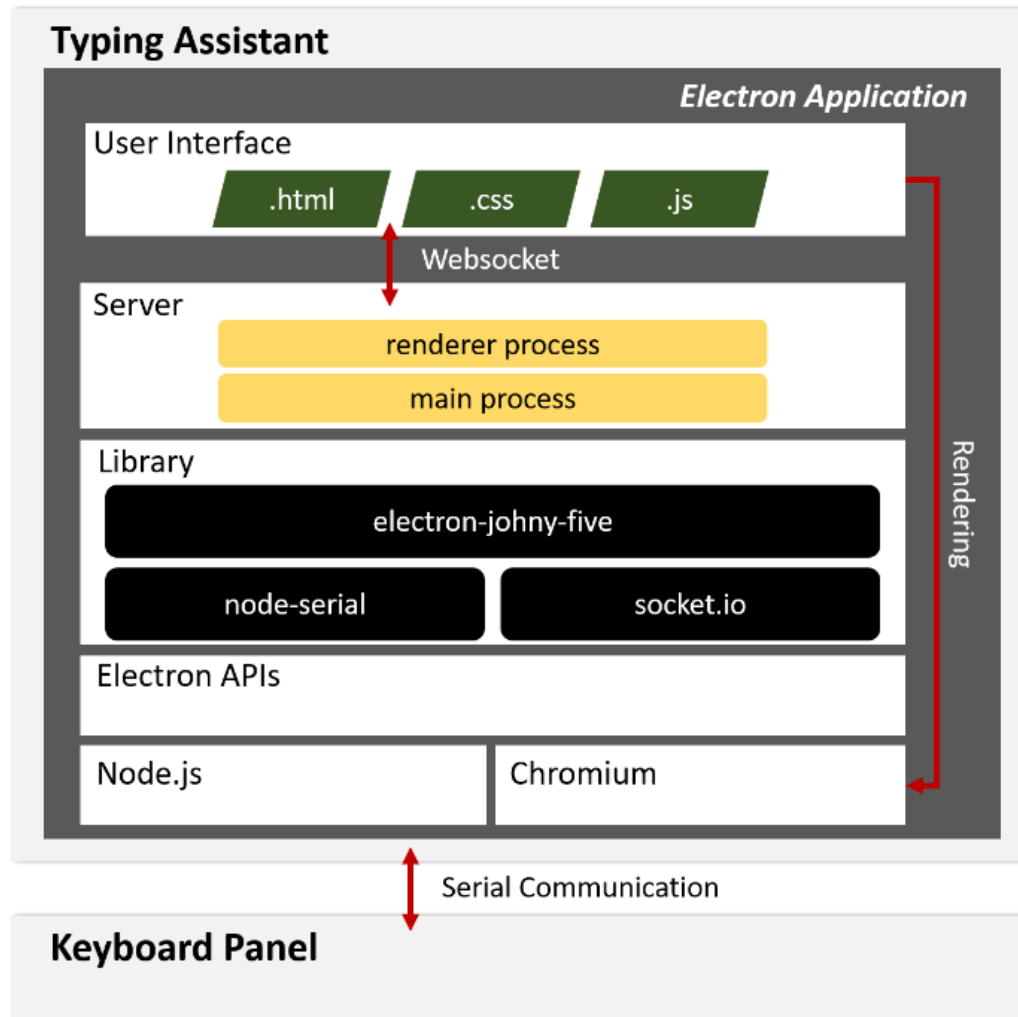 Typing Assistant
Electron Application
User Interface
.html
.css
.js
Websocket
Server
renderer process
main process
Library
electron-johny-five
node-serial
socket.io
Rendering
Electron APIs
Node.js
Chromium
Serial Communication
Keyboard Panel